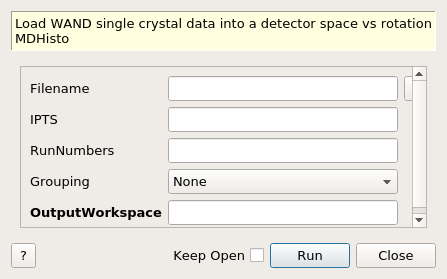 Load WAND single crystal data into a detector space vs rotation
MDHisto
Filename
IPTS
RunNumbers
Grouping None
OutputWorkspace
? Keep Open Run Close